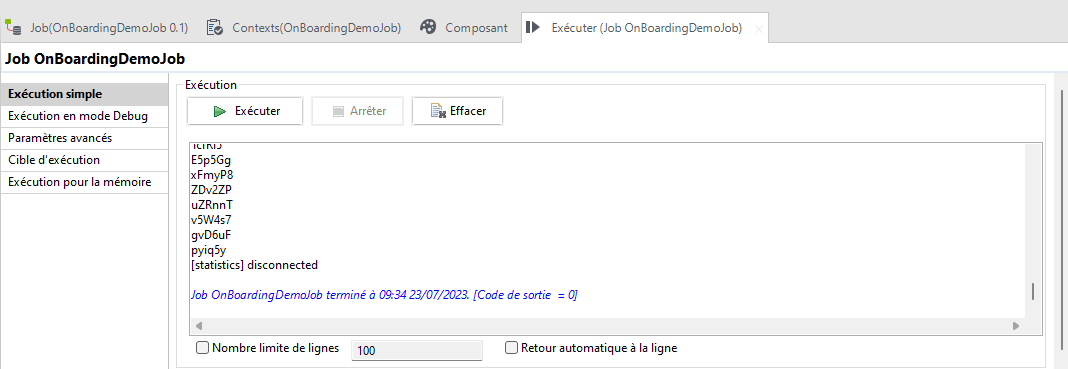 Job(OnBoardingDemoJob 0.1) Contexts(OnBoardingDemoJob) Composant Exécuter (Job OnBoardingDemoJob)
Job OnBoardingDemoJob
Exécution simple
Exécution en mode Debug
Paramètres avancés
Cible d'exécution
Exécution pour la mémoire
Exécution
Exécuter Arrêter Effacer
E5p5Gg
xFmyP8
ZDv2ZP
uZRnnT
v5W4s7
gvD6uF
pyiq5y
[statistics] disconnected
Job OnBoardingDemoJob terminé à 09:34 23/07/2023. [Code de sortie = 0]
Nombre limite de lignes 100 Retour automatique à la ligne